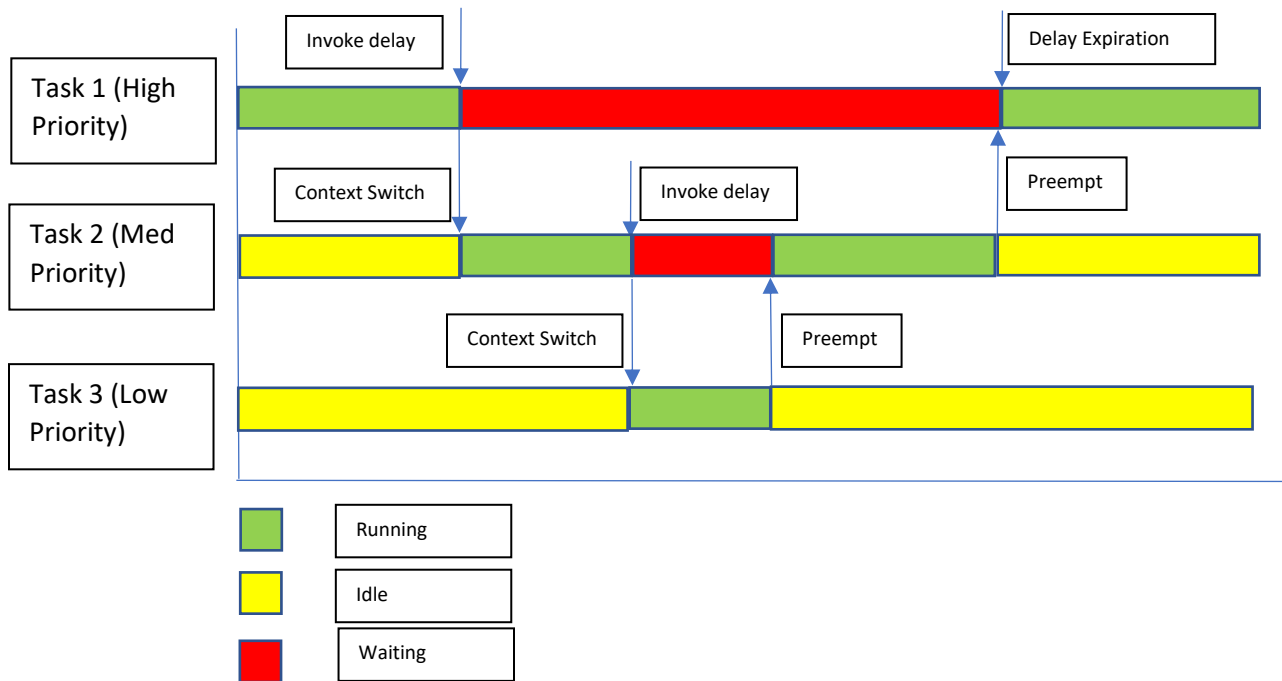 Invoke delay
Delay Expiration
Task 1 (High
Priority)
Context Switch
Invoke delay
Preempt
Task 2 (Med
Priority)
Context Switch
Preempt
Task 3 (Low
Priority)
Running
Idle
Waiting